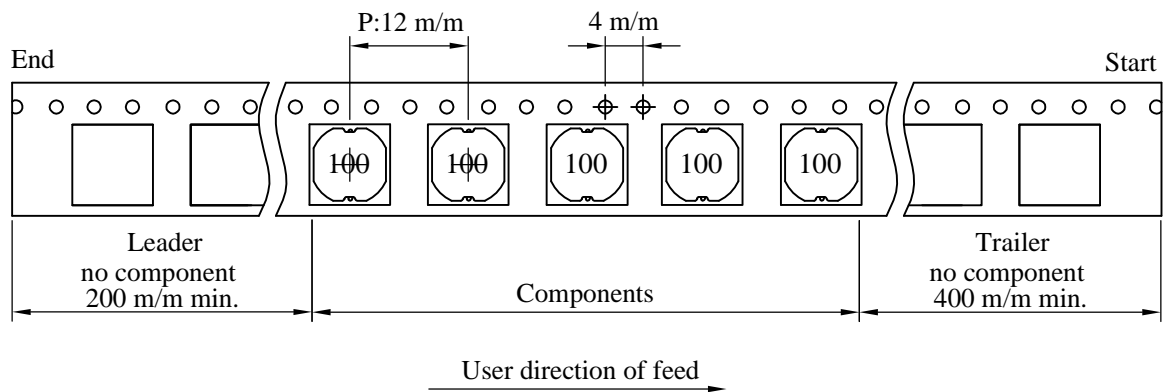 P:12 m/m
4 m/m
End
Start
100 100 100 100 100
Leader
no component
200 m/m min.
Components
Trailer
no component
400 m/m min.
User direction of feed